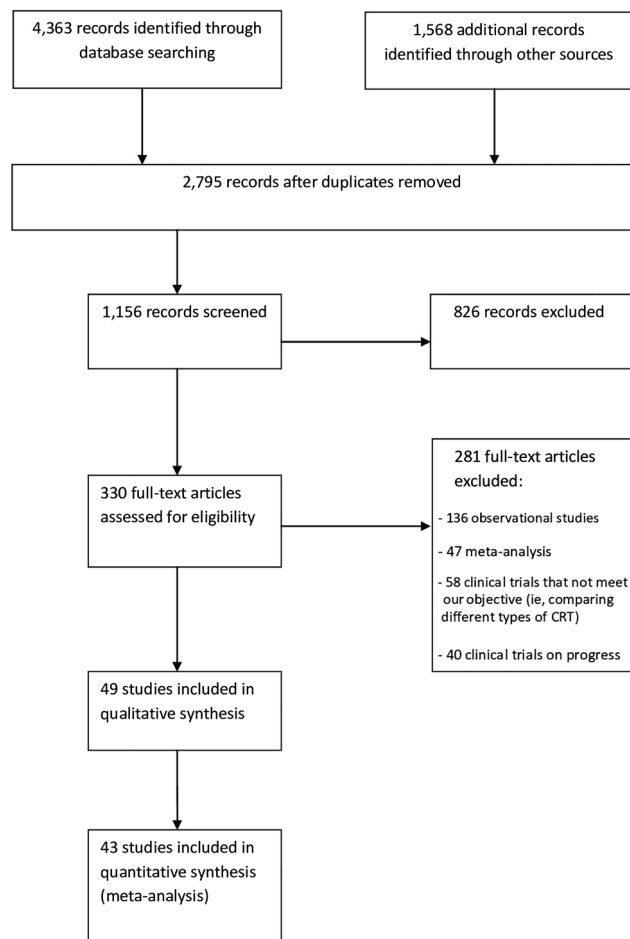 4,363 records identified through
database searching
1,568 additional records
identified through other sources
2,795 records after duplicates removed
1,156 records screened
826 records excluded
330 full-text articles
assessed for eligibility
281 full-text articles
excluded:
- 136 observational studies
- 47 meta-analysis
- 58 clinical trials that not meet
our objective (ie, comparing
different types of CRT)
- 40 clinical trials on progress
49 studies included in
qualitative synthesis
43 studies included in
quantitative synthesis
(meta-analysis)